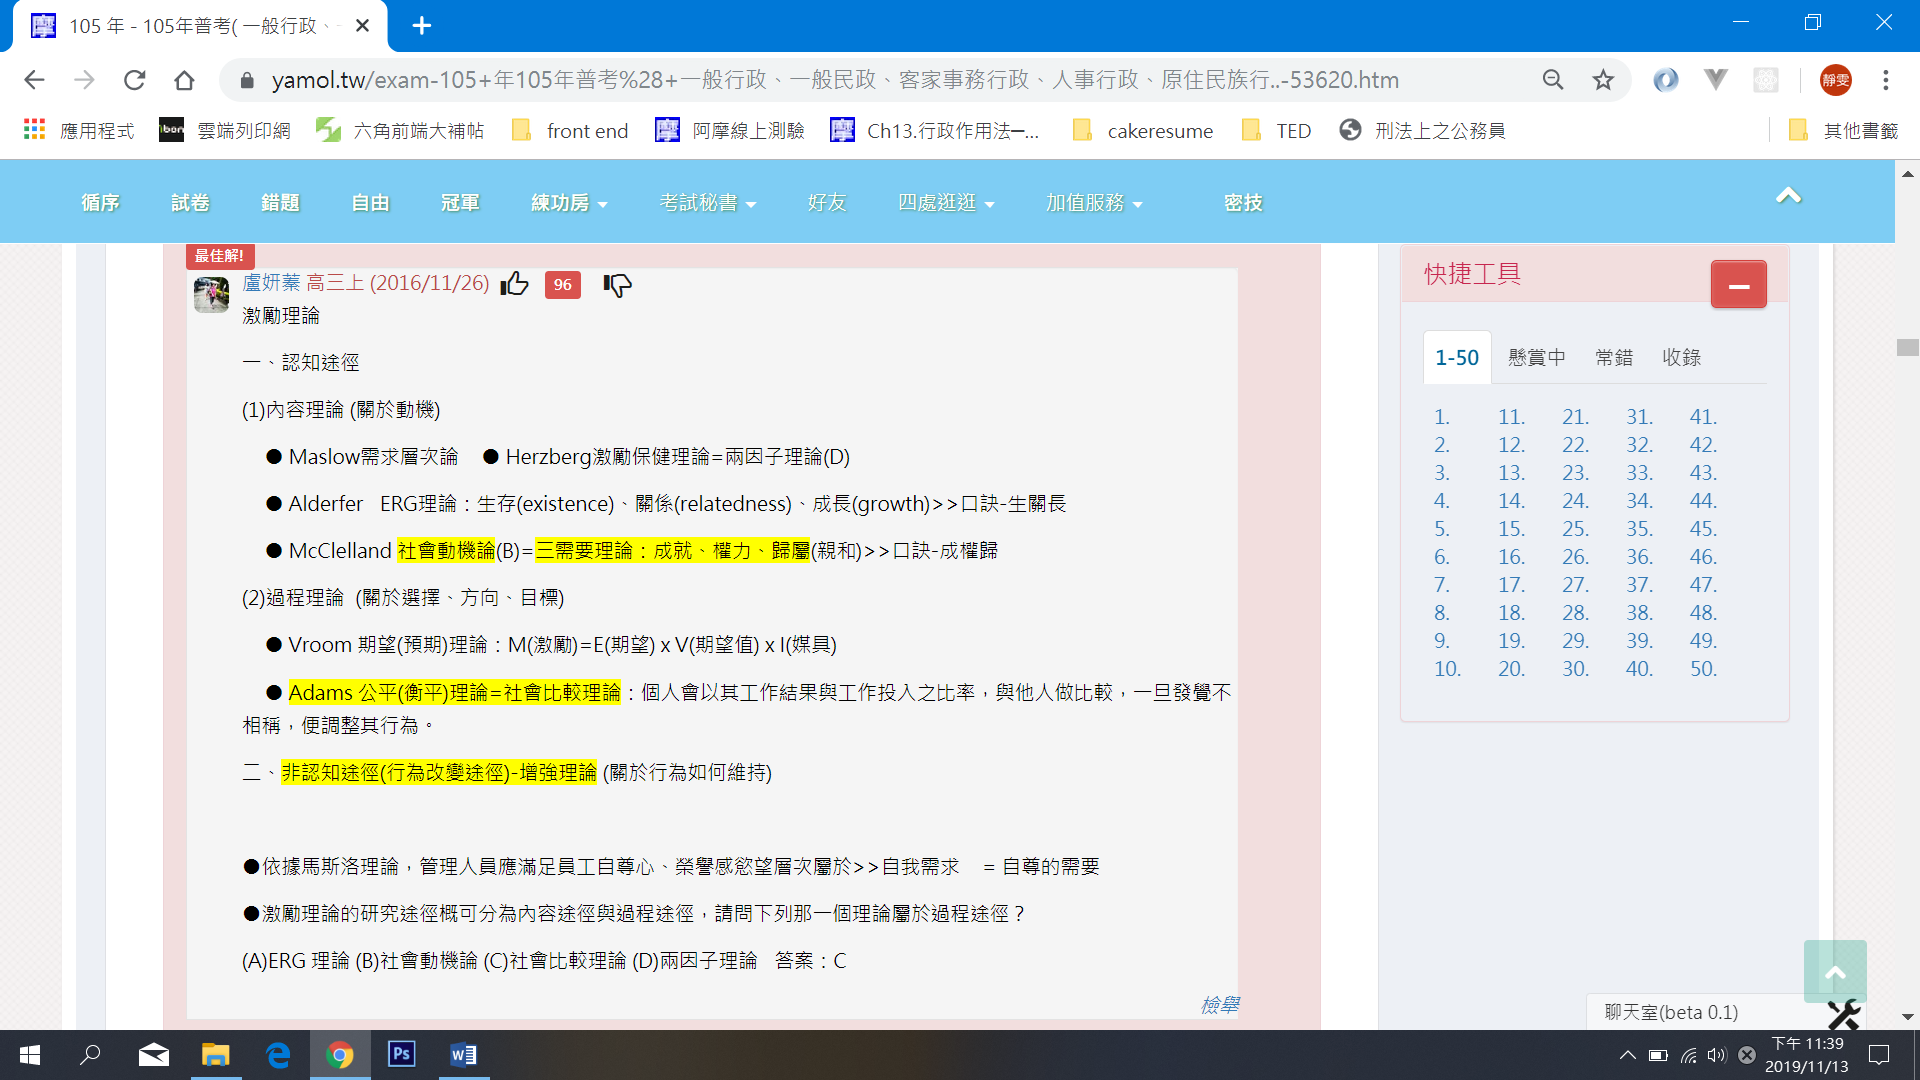 105 年 - 105年普考( 一般行政、
yamol.tw/exam-105+年105年普考%28+一般行政、一般民政、客家事務行政、人事行政、原住民族行..-53620.htm
靜雯
應用程式 ibon 雲端列印網 六角前端大補帖 front end 阿摩線上測驗 Ch13.行政作用法—... cakeresume TED 刑法上之公務員 其他書籤
循序 試卷 錯題 自由 冠軍 練功房 考試秘書 好友 四處逛逛 加值服務 密技
最佳解!
盧妍蓁 高三上 (2016/11/26) 96
激勵理論
一、認知途徑
(1)內容理論 (關於動機)
● Maslow需求層次論 ● Herzberg激勵保健理論=兩因子理論(D)
● Alderfer ERG理論：生存(existence)、關係(relatedness)、成長(growth)>>口訣-生關長
● McClelland 社會動機論(B)=三需要理論：成就、權力、歸屬(親和)>>口訣-成權歸
(2)過程理論 (關於選擇、方向、目標)
● Vroom 期望(預期)理論：M(激勵)=E(期望) x V(期望值) x I(媒具)
● Adams 公平(衡平)理論=社會比較理論：個人會以其工作結果與工作投入之比率，與他人做比較，一旦發覺不
相稱，便調整其行為。
二、非認知途徑(行為改變途徑)-增強理論 (關於行為如何維持)
●依據馬斯洛理論，管理人員應滿足員工自尊心、榮譽感慾望層次屬於>>自我需求 = 自尊的需要
●激勵理論的研究途徑概可分為內容途徑與過程途徑，請問下列那一個理論屬於過程途徑？
(A)ERG 理論 (B)社會動機論 (C)社會比較理論 (D)兩因子理論 答案：C
檢舉
快捷工具
1-50 懸賞中 常錯 收錄
1. 11. 21. 31. 41.
2. 12. 22. 32. 42.
3. 13. 23. 33. 43.
4. 14. 24. 34. 44.
5. 15. 25. 35. 45.
6. 16. 26. 36. 46.
7. 17. 27. 37. 47.
8. 18. 28. 38. 48.
9. 19. 29. 39. 49.
10. 20. 30. 40. 50.
聊天室(beta 0.1)
Ps
下午 11:39
2019/11/13